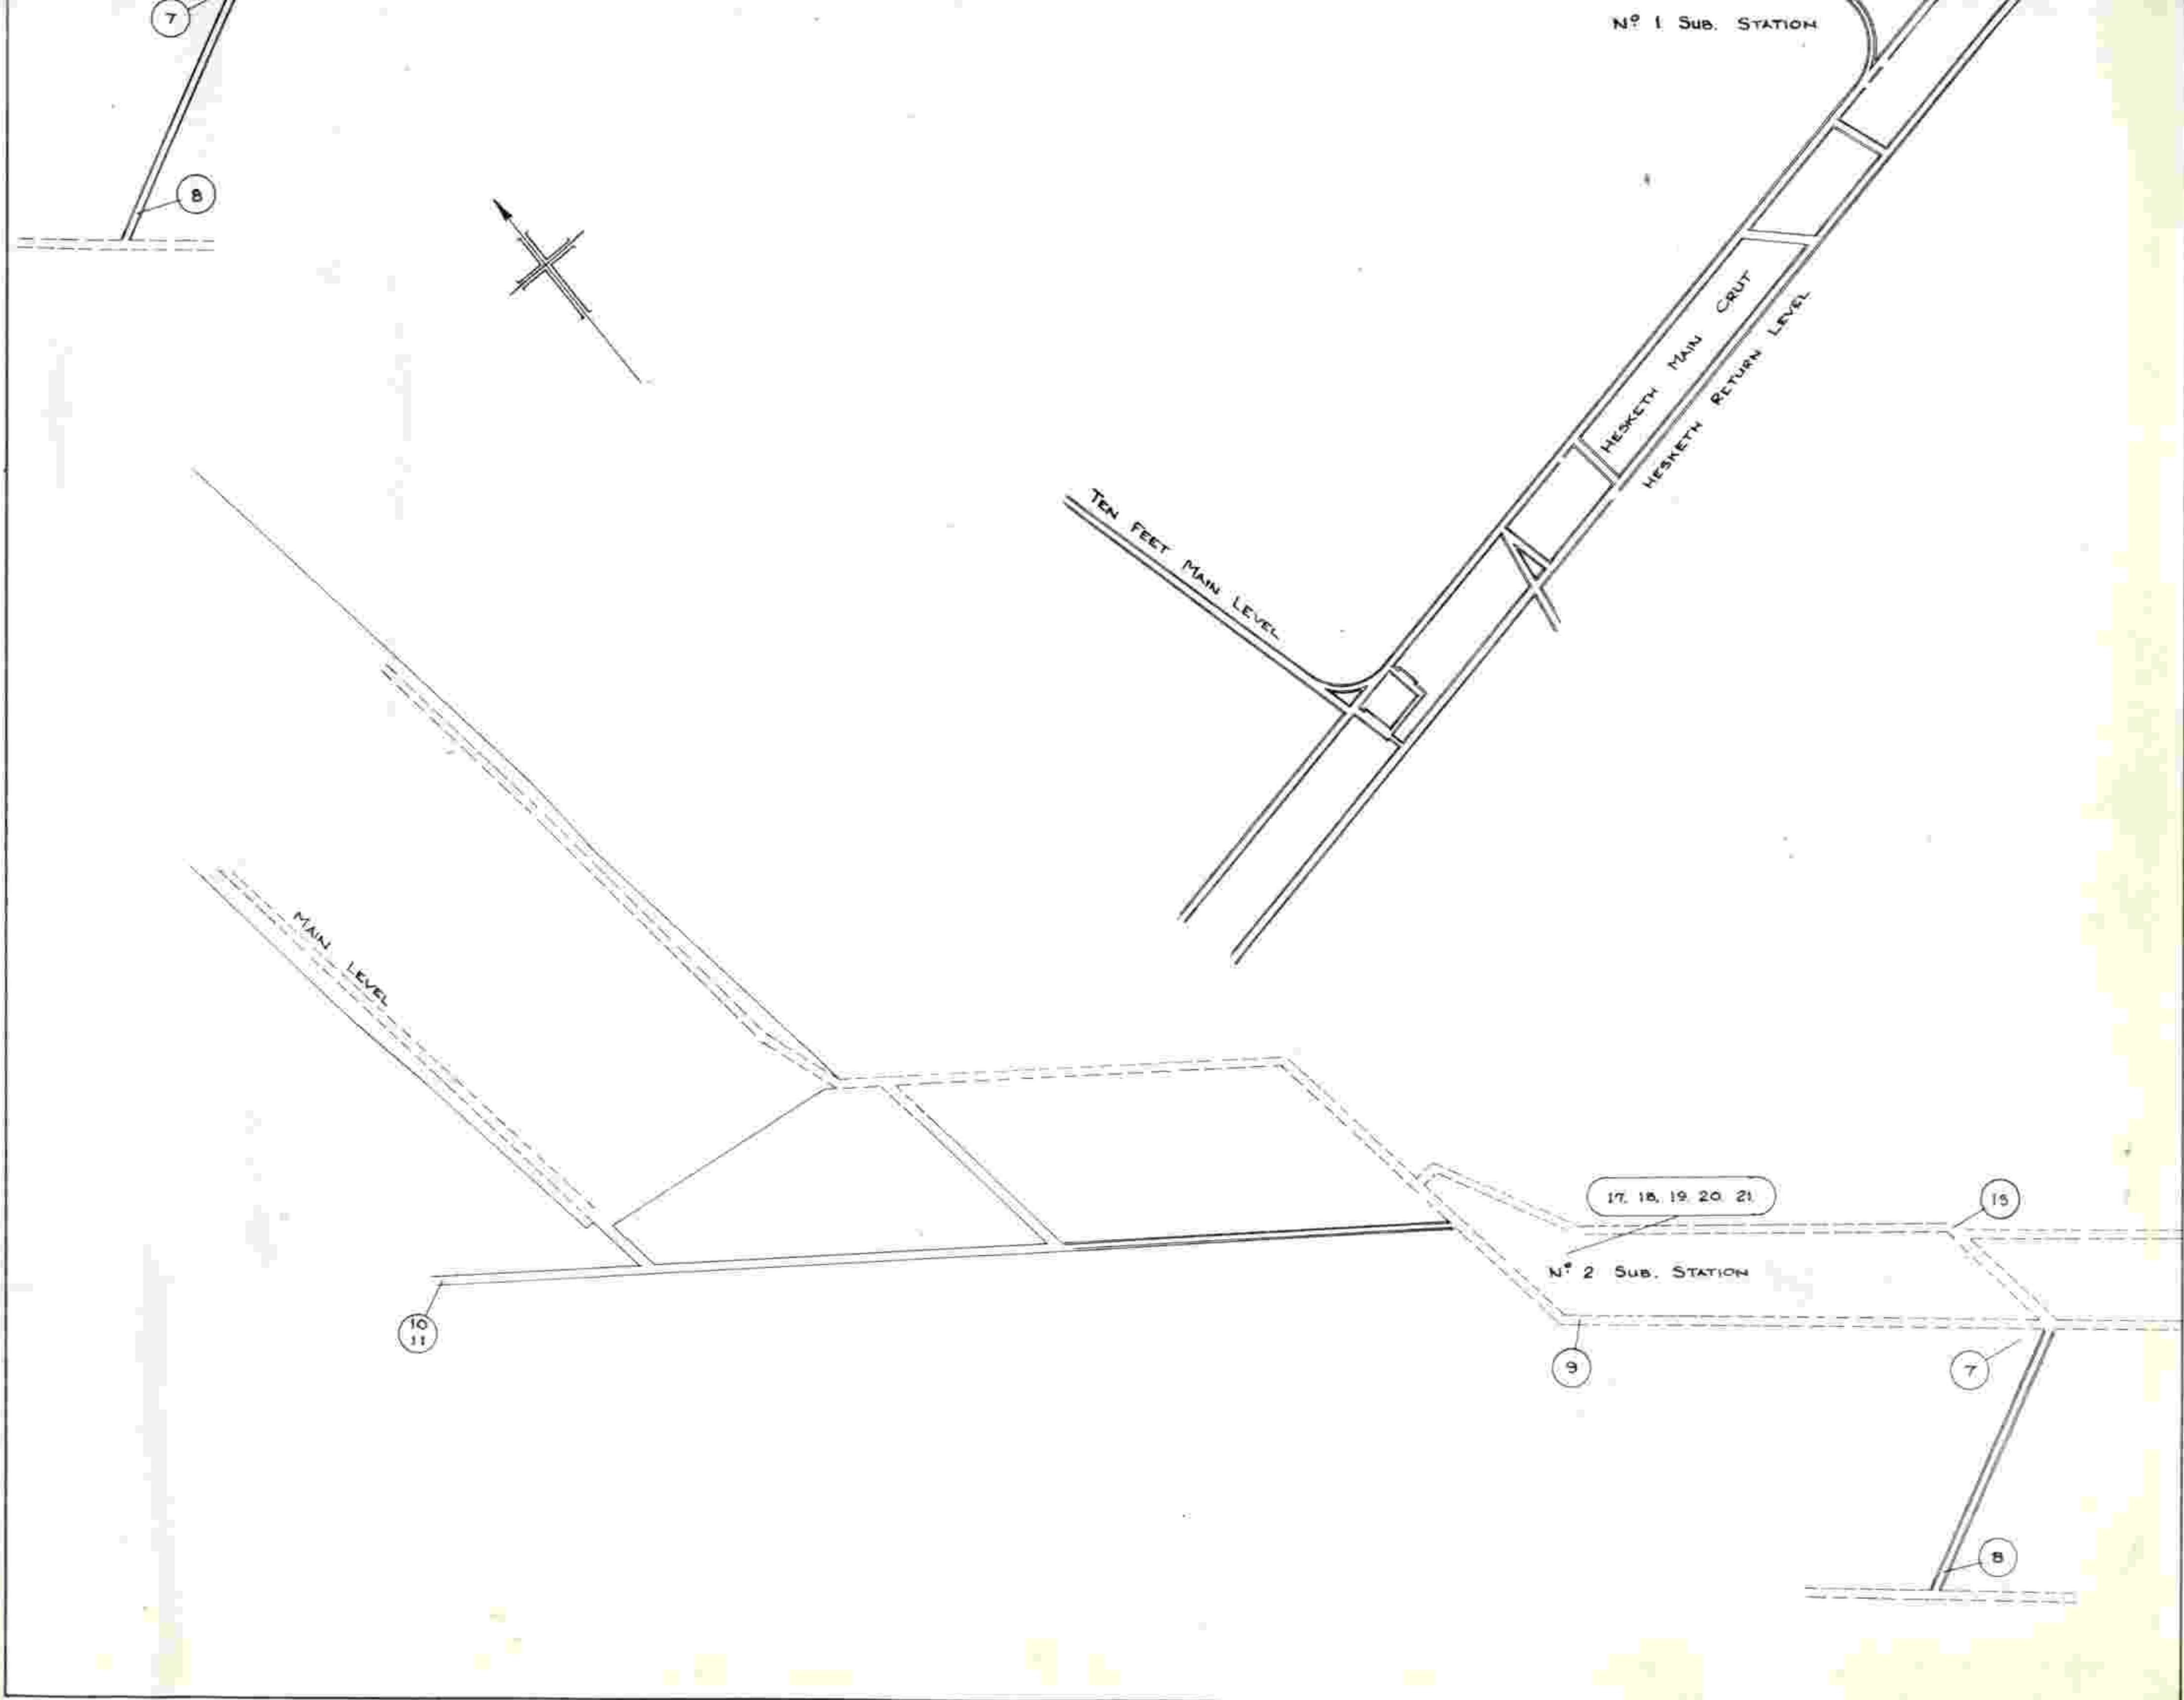 7
Nº 1 SUB. STATION
8
HESKETH MAIN CRUT
HESKETH RETURN LEVEL
TEN FEET MAIN LEVEL
MAIN LEVEL
17, 18, 19, 20, 21,
15
Nº 2 SUB. STATION
10
11
9
7
8